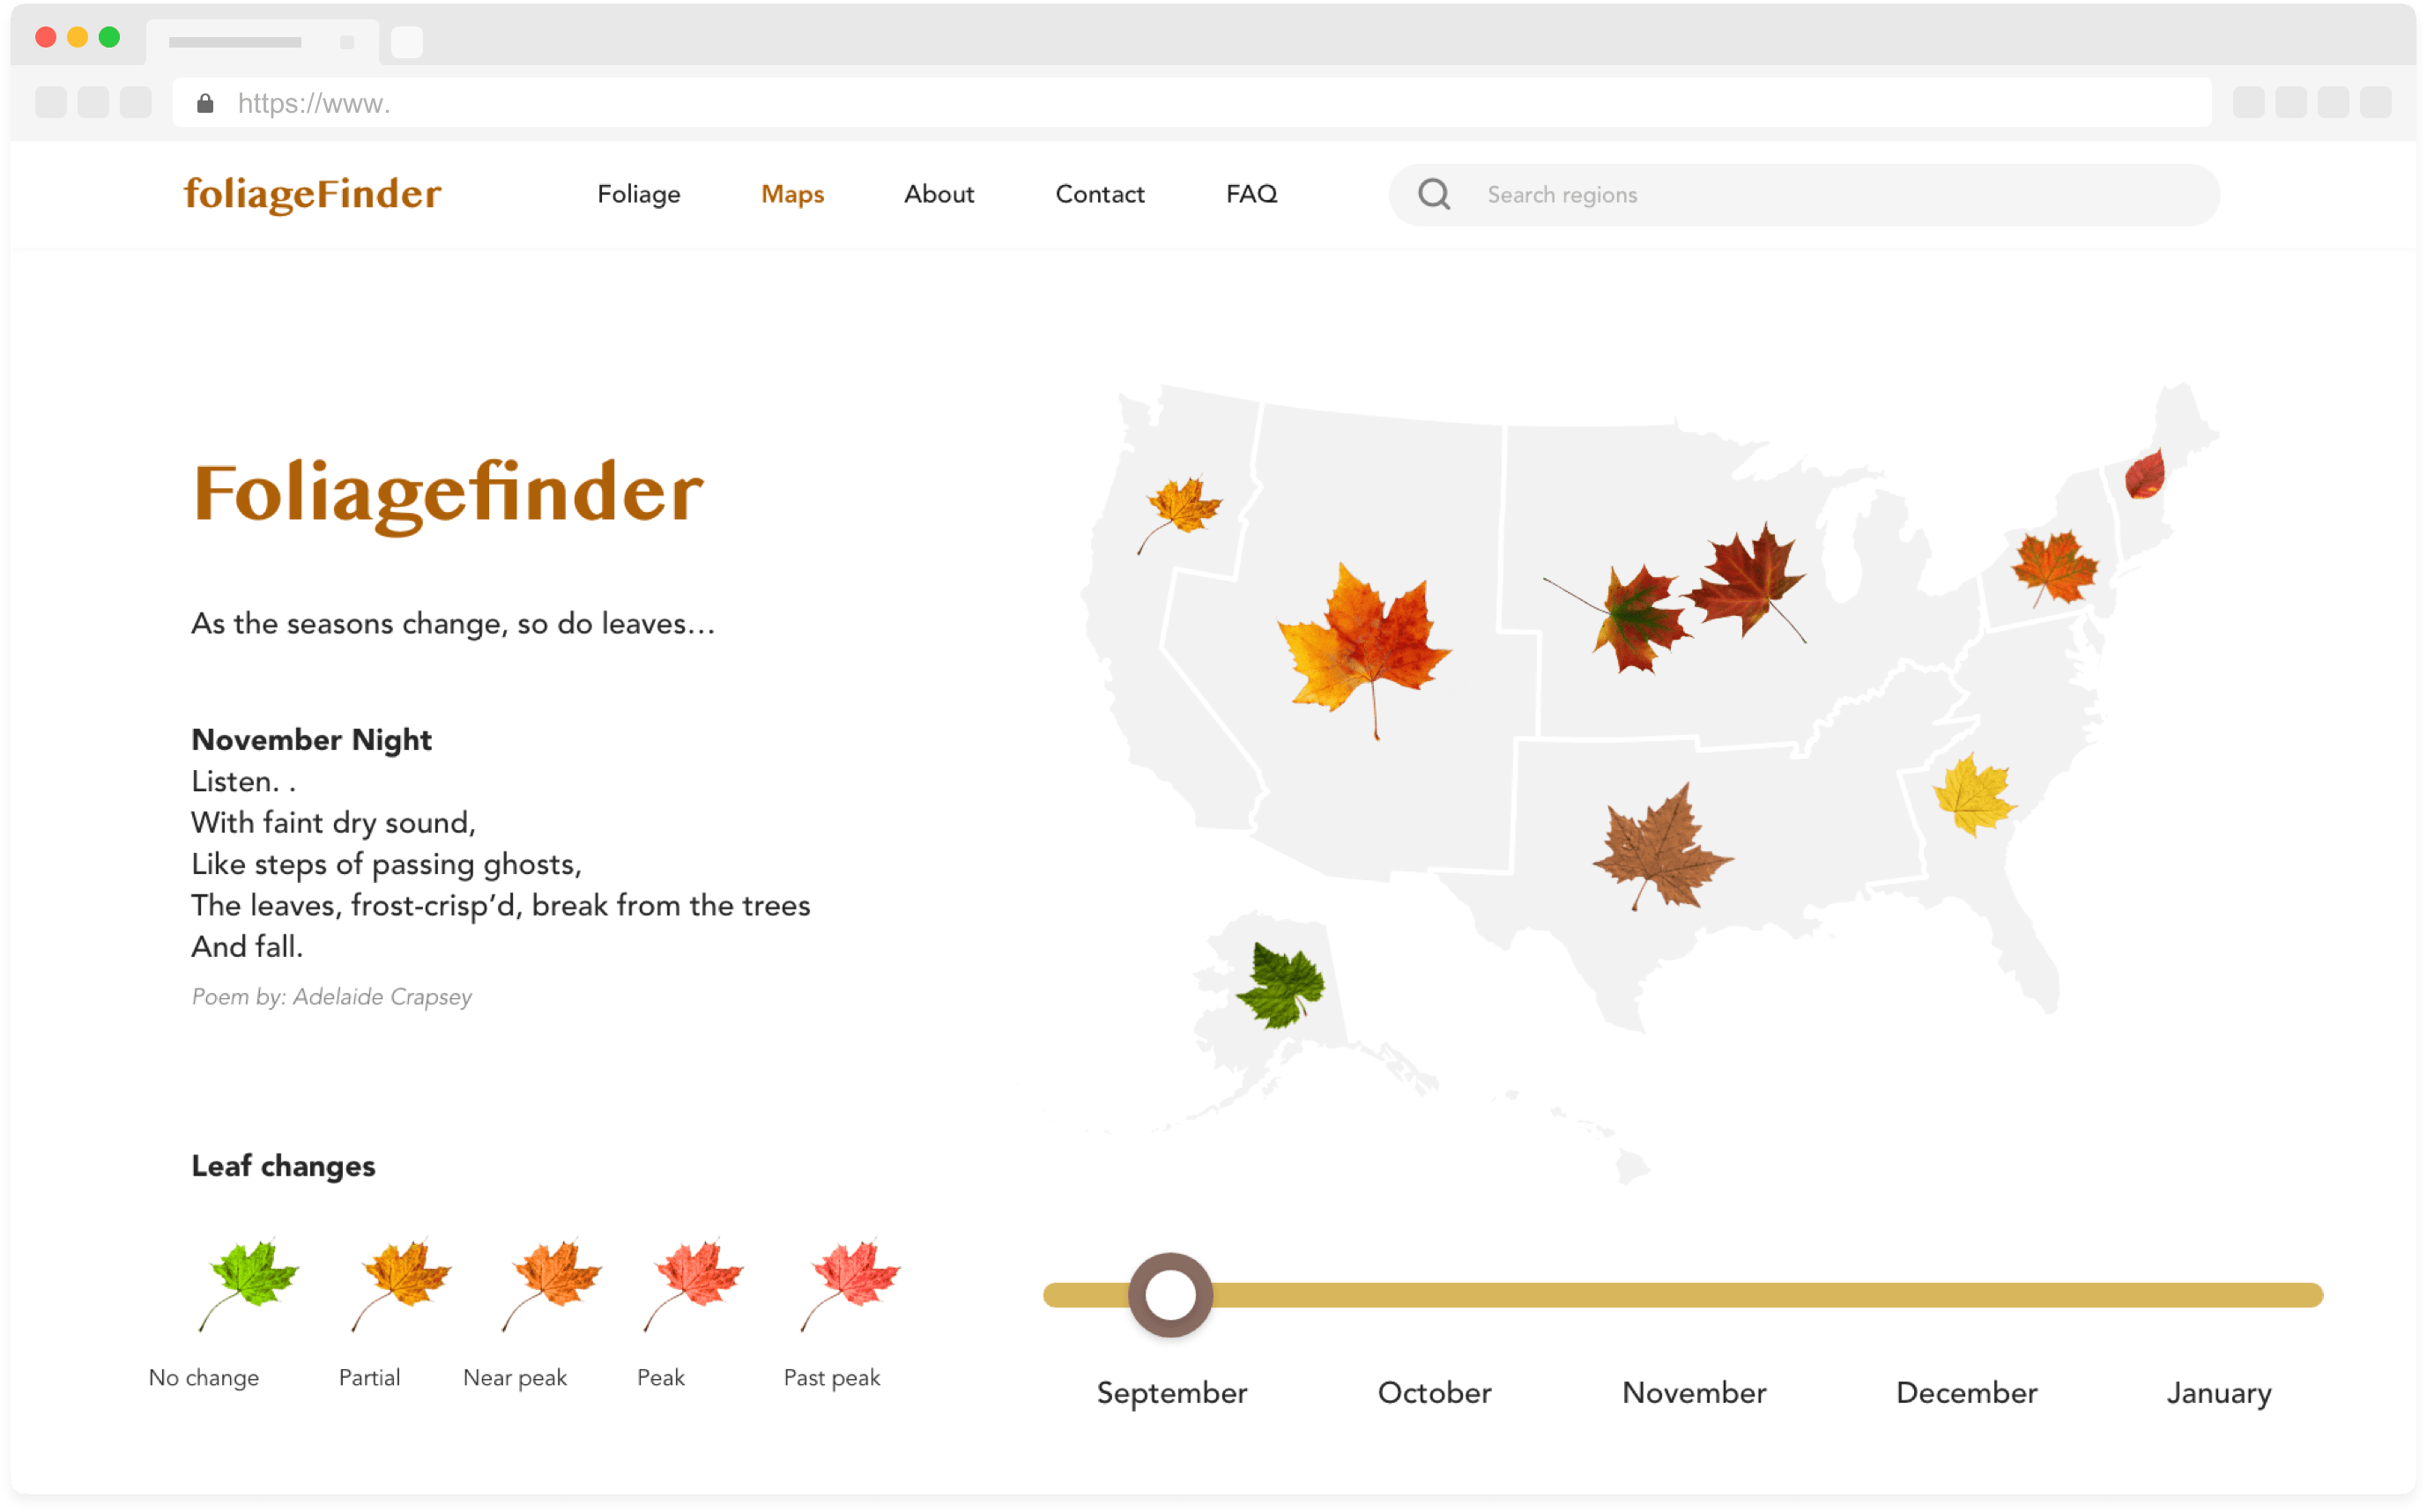 https://www.
foliageFinder
Foliage
Maps
About
Contact
FAQ
Search regions
Foliagefinder
As the seasons change, so do leaves...
November Night
Listen. .
With faint dry sound,
Like steps of passing ghosts,
The leaves, frost-crisp’d, break from the trees
And fall.
Poem by: Adelaide Crapsey
Leaf changes
No change
Partial
Near peak
Peak
Past peak
September
October
November
December
January